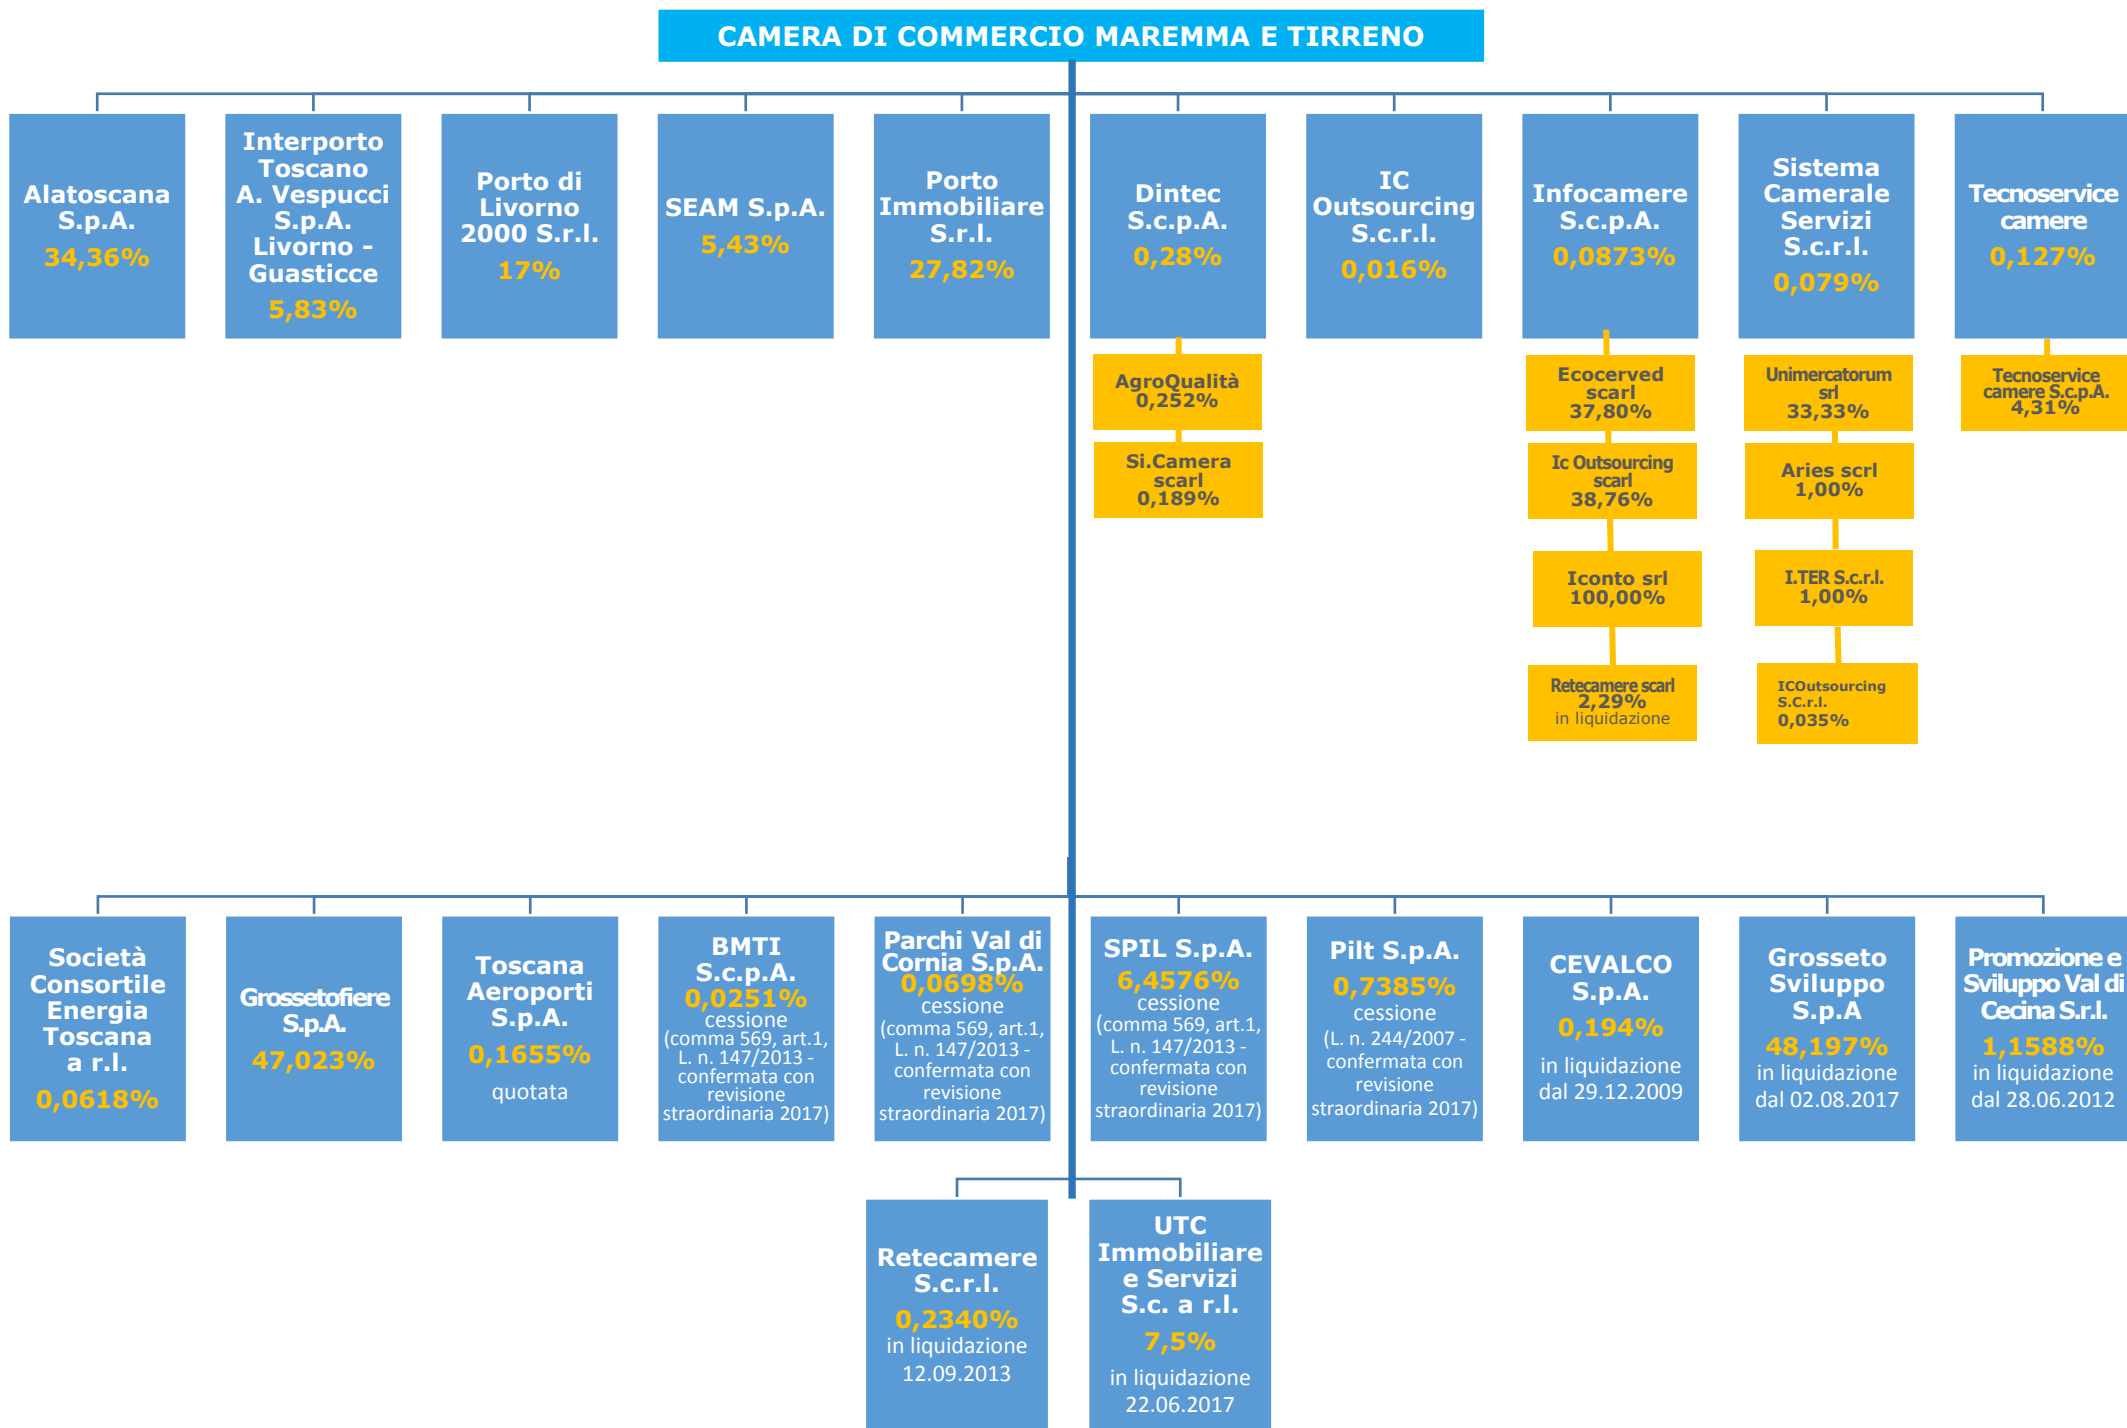 CAMERA DI COMMERCIO MAREMMA E TIRRENO
Alatoscana
S.p.A.
34,36%
Interporto
Toscano
A. Vespucci
S.p.A.
Livorno -
Guasticce
5,83%
Porto di
Livorno
2000 S.r.l.
17%
SEAM S.p.A.
5,43%
Porto
Immobiliare
S.r.l.
27,82%
Dintec
S.c.p.A.
0,28%
IC
Outsourcing
S.c.r.l.
0,016%
Infocamere
S.c.p.A.
0,0873%
Sistema
Camerale
Servizi
S.c.r.l.
0,079%
Tecnoservice
camere
0,127%
AgroQualità
0,252%
Si.Camera
scarl
0,189%
Ecocerved
scarl
37,80%
Ic Outsourcing
scarl
38,76%
Iconto srl
100,00%
Retecamere scarl
2,29%
in liquidazione
Unimercatorum
srl
33,33%
Aries scrl
1,00%
I.TER S.c.r.l.
1,00%
ICOutsourcing
S.C.r.l.
0,035%
Tecnoservice
camere S.c.p.A.
4,31%
Società
Consortile
Energia
Toscana
a r.l.
0,0618%
Grossetofiere
S.p.A.
47,023%
Toscana
Aeroporti
S.p.A.
0,1655%
quotata
BMTI
S.c.p.A.
0,0251%
cessione
(comma 569, art.1,
L. n. 147/2013 -
confermata con
revisione
straordinaria 2017)
Parchi Val di
Cornia S.p.A.
0,0698%
cessione
(comma 569, art.1,
L. n. 147/2013 -
confermata con
revisione
straordinaria 2017)
SPIL S.p.A.
6,4576%
cessione
(comma 569, art.1,
L. n. 147/2013 -
confermata con
revisione
straordinaria 2017)
Pilt S.p.A.
0,7385%
cessione
(L. n. 244/2007 -
confermata con
revisione
straordinaria 2017)
CEVALCO
S.p.A.
0,194%
in liquidazione
dal 29.12.2009
Grosseto
Sviluppo
S.p.A
48,197%
in liquidazione
dal 02.08.2017
Promozione e
Sviluppo Val di
Cecina S.r.l.
1,1588%
in liquidazione
dal 28.06.2012
Retecamere
S.c.r.l.
0,2340%
in liquidazione
12.09.2013
UTC
Immobiliare
e Servizi
S.c. a r.l.
7,5%
in liquidazione
22.06.2017